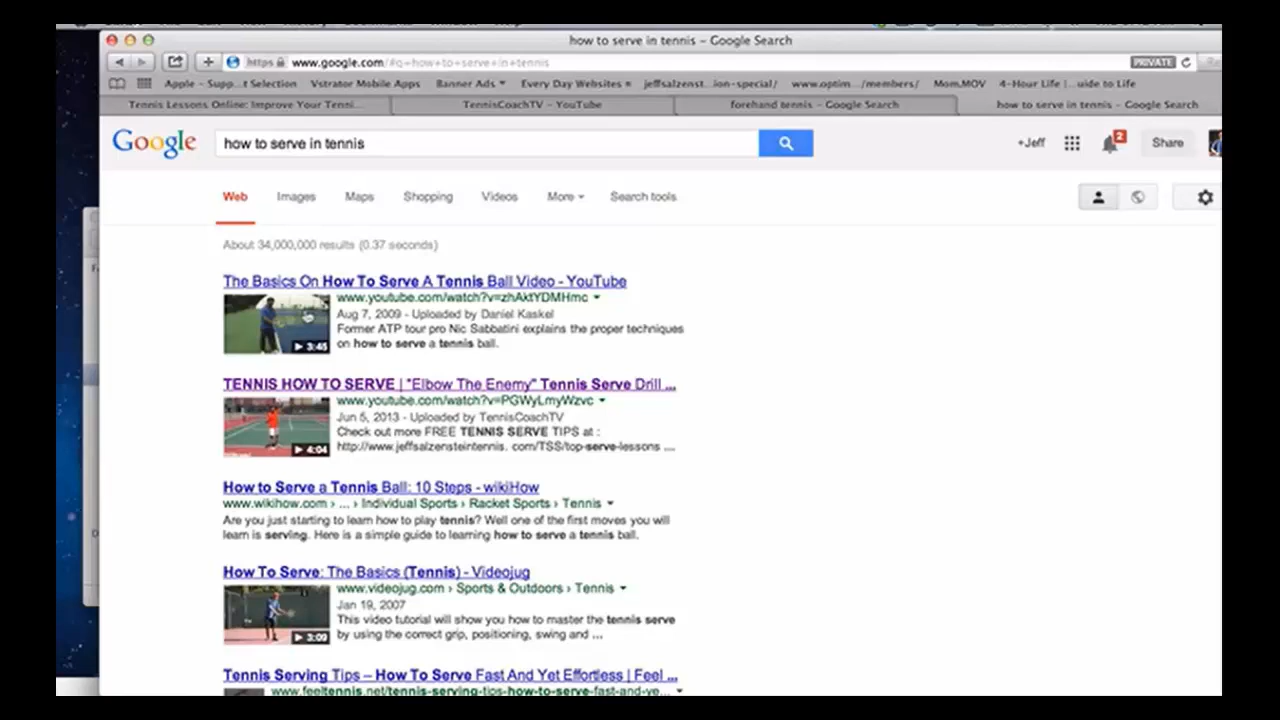 how to serve in tennis – Google Search
https www.google.com/#q=how+to+serve+in+tennis PRIVATE
Apple – Supp...t Selection Vstrator Mobile Apps Banner Ads Every Day Websites jeffsalzenst...ion-special/ www.optim.../members/ Mom.MOV 4-Hour Life |...uide to Life
Tennis Lessons Online: Improve Your Tenni... TennisCoachTV – YouTube forehand tennis – Google Search how to serve in tennis – Google Search
Google how to serve in tennis +Jeff 2 Share
Web Images Maps Shopping Videos More Search tools
About 34,000,000 results (0.37 seconds)
The Basics On How To Serve A Tennis Ball Video - YouTube
www.youtube.com/watch?v=zhAktYDMHmc
Aug 7, 2009 - Uploaded by Daniel Kaskel
Former ATP tour pro Nic Sabbatini explains the proper techniques
▶ 3:45 on how to serve a tennis ball.
TENNIS HOW TO SERVE | "Elbow The Enemy" Tennis Serve Drill ...
www.youtube.com/watch?v=PGWyLmyWzvc
Jun 5, 2013 - Uploaded by TennisCoachTV
Check out more FREE TENNIS SERVE TIPS at :
▶ 4:04 http://www.jeffsalzensteintennis. com/TSS/top-serve-lessons ...
How to Serve a Tennis Ball: 10 Steps - wikiHow
www.wikihow.com › ... › Individual Sports › Racket Sports › Tennis
Are you just starting to learn how to play tennis? Well one of the first moves you will
learn is serving. Here is a simple guide to learning how to serve a tennis ball.
How To Serve: The Basics (Tennis) - Videojug
www.videojug.com › Sports & Outdoors › Tennis
Jan 19, 2007
This video tutorial will show you how to master the tennis serve
▶ 3:09 by using the correct grip, positioning, swing and ...
Tennis Serving Tips – How To Serve Fast And Yet Effortless | Feel ...
www.feeltennis.net/tennis-serving-tips-how-to-serve-fast-and-ye...